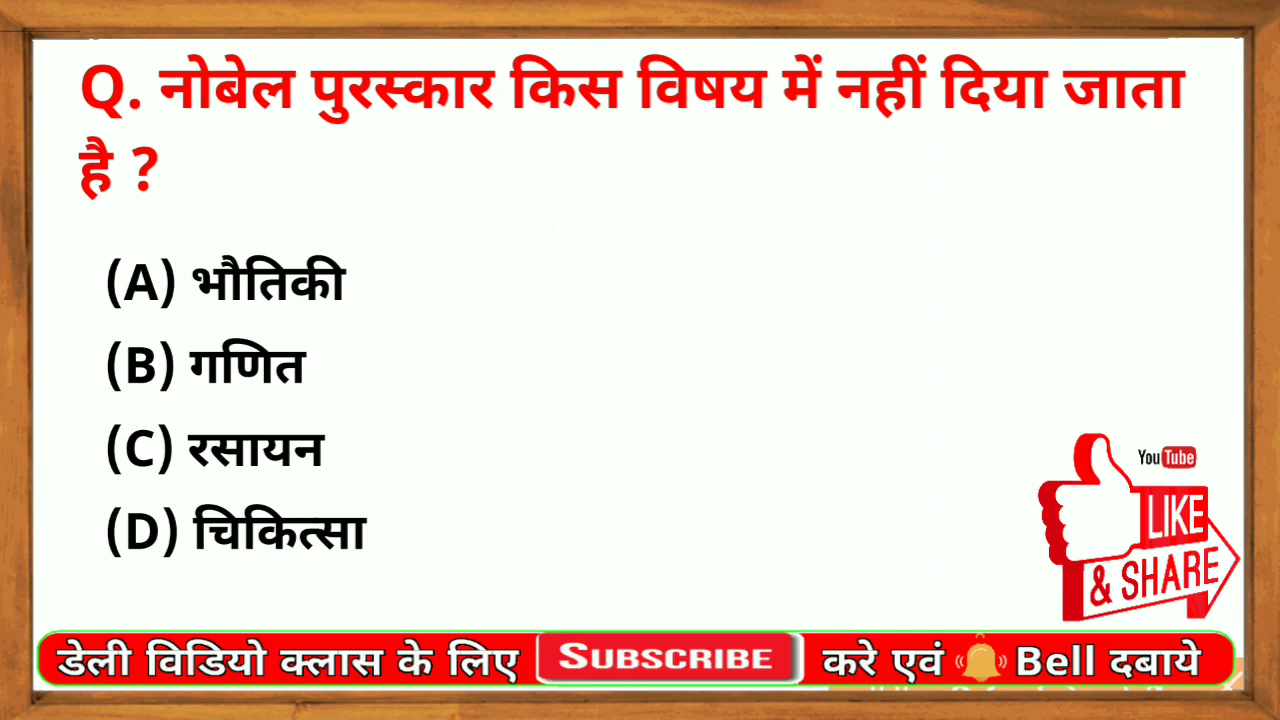 Q. नोबेल पुरस्कार किस विषय में नहीं दिया जाता
है ?
(A) भौतिकी
(B) गणित
(C) रसायन
(D) चिकित्सा
YouTube
LIKE
& SHARE
डेली विडियो क्लास के लिए SUBSCRIBE करे एवं Bell दबाये